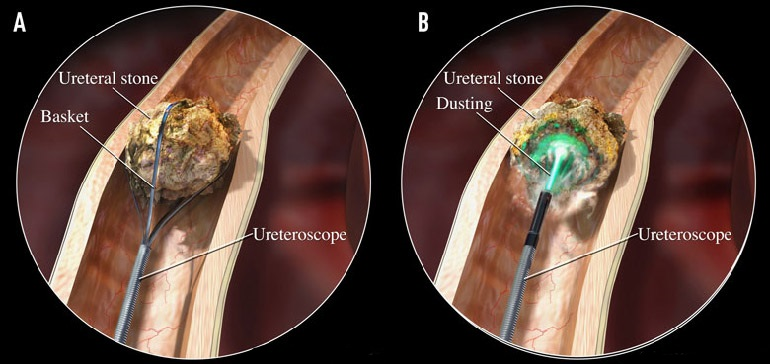 A
Ureteral stone
Basket
Ureteroscope
B
Ureteral stone
Dusting
Ureteroscope